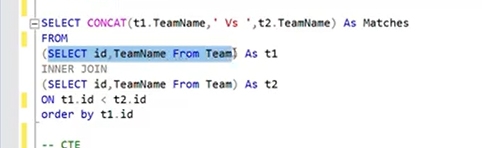 SELECT CONCAT(t1.TeamName,' Vs ',t2.TeamName) As Matches
FROM
(SELECT id,TeamName From Team) As t1
INNER JOIN
(SELECT id,TeamName From Team) As t2
ON t1.id < t2.id
order by t1.id
-- CTE